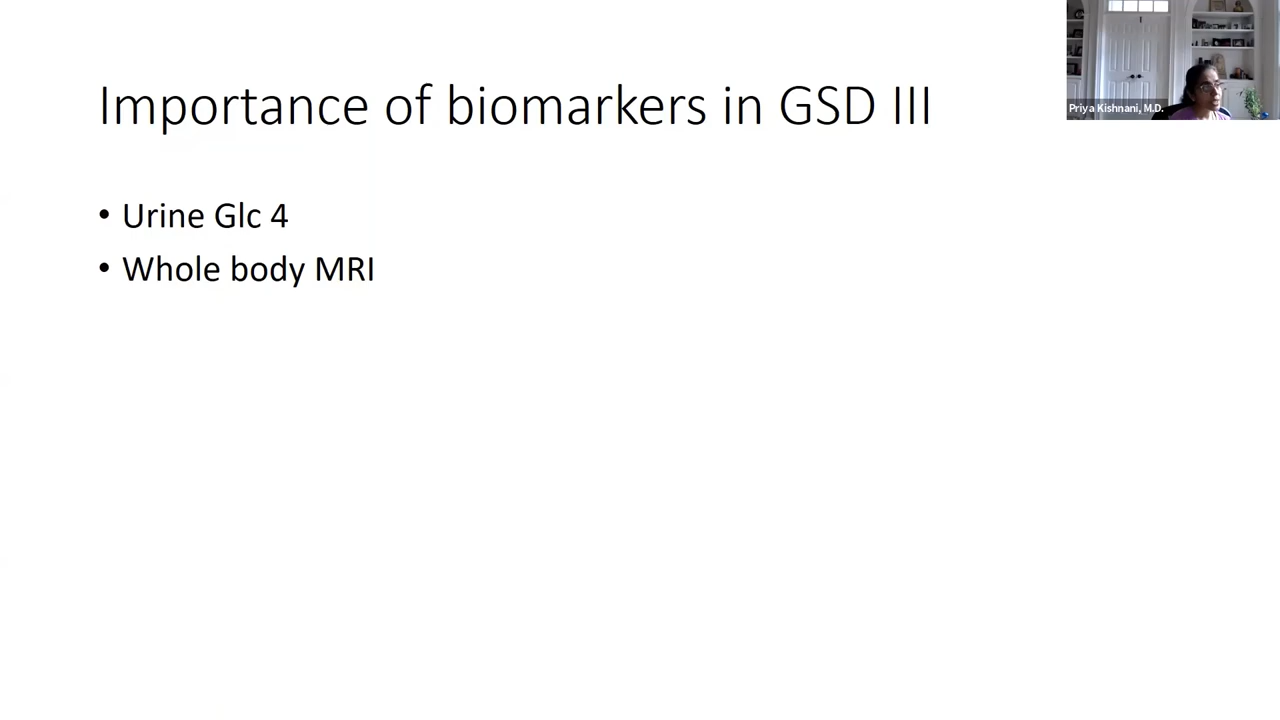 Importance of biomarkers in GSD III
Priya Kishnani, M.D.
• Urine Glc 4
• Whole body MRI